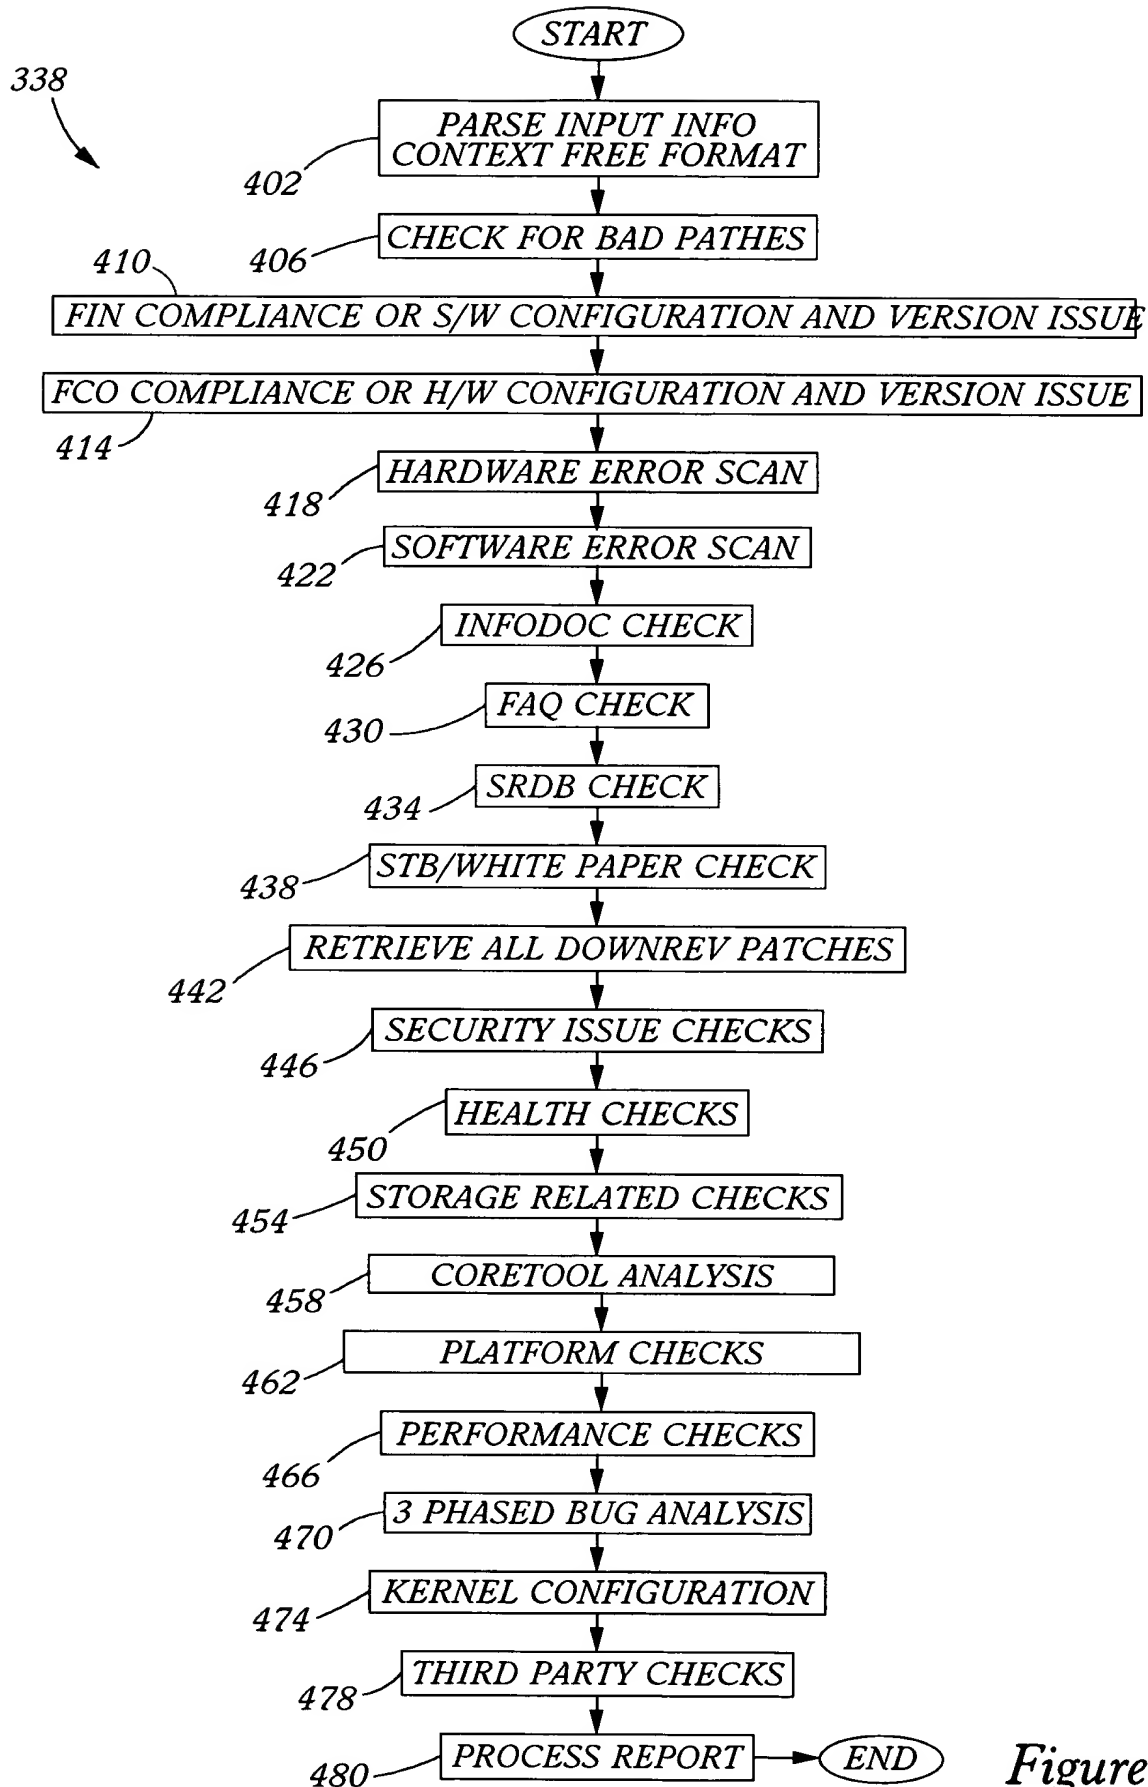 START
338
PARSE INPUT INFO
CONTEXT FREE FORMAT
402
CHECK FOR BAD PATHES
406
410
FIN COMPLIANCE OR S/W CONFIGURATION AND VERSION ISSUE
FCO COMPLIANCE OR H/W CONFIGURATION AND VERSION ISSUE
414
HARDWARE ERROR SCAN
418
SOFTWARE ERROR SCAN
422
INFODOC CHECK
426
FAQ CHECK
430
SRDB CHECK
434
STB/WHITE PAPER CHECK
438
RETRIEVE ALL DOWNREV PATCHES
442
SECURITY ISSUE CHECKS
446
HEALTH CHECKS
450
STORAGE RELATED CHECKS
454
CORETOOL ANALYSIS
458
PLATFORM CHECKS
462
PERFORMANCE CHECKS
466
3 PHASED BUG ANALYSIS
470
KERNEL CONFIGURATION
474
THIRD PARTY CHECKS
478
PROCESS REPORT
480
END
Figure